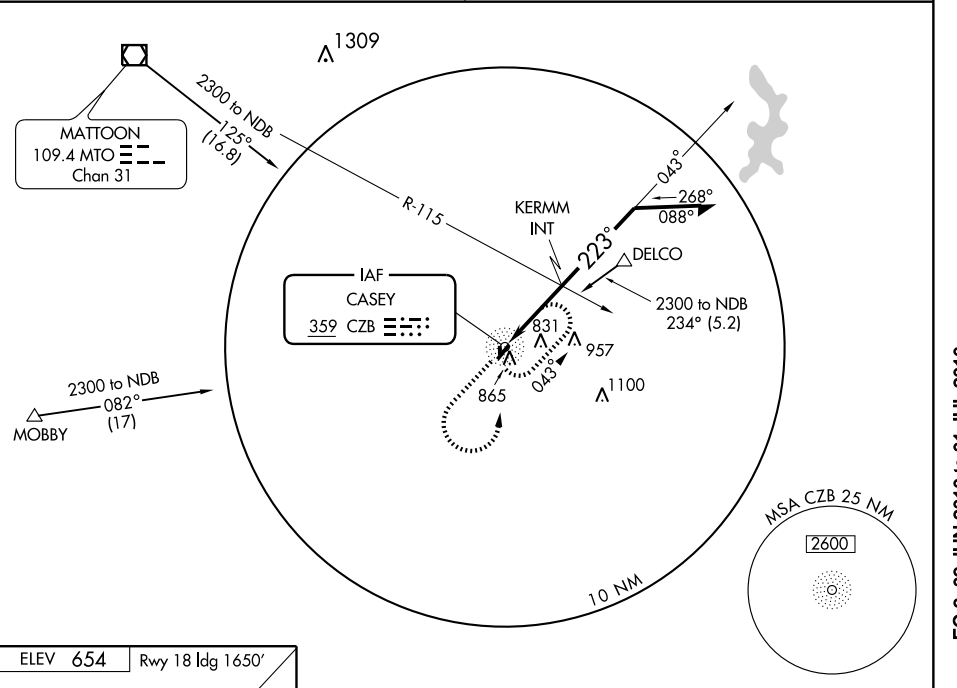 1309
2300 to NDB
125°
(16.8)
MATTOON
109.4 MTO
Chan 31
R-115
KERMM
INT
043°
268°
088°
223°
DELCO
2300 to NDB
234° (5.2)
IAF
CASEY
359 CZB
831
957
865
043°
1100
2300 to NDB
082°
(17)
MOBBY
10 NM
MSA CZB 25 NM
2600
ELEV 654
Rwy 18 ldg 1650'